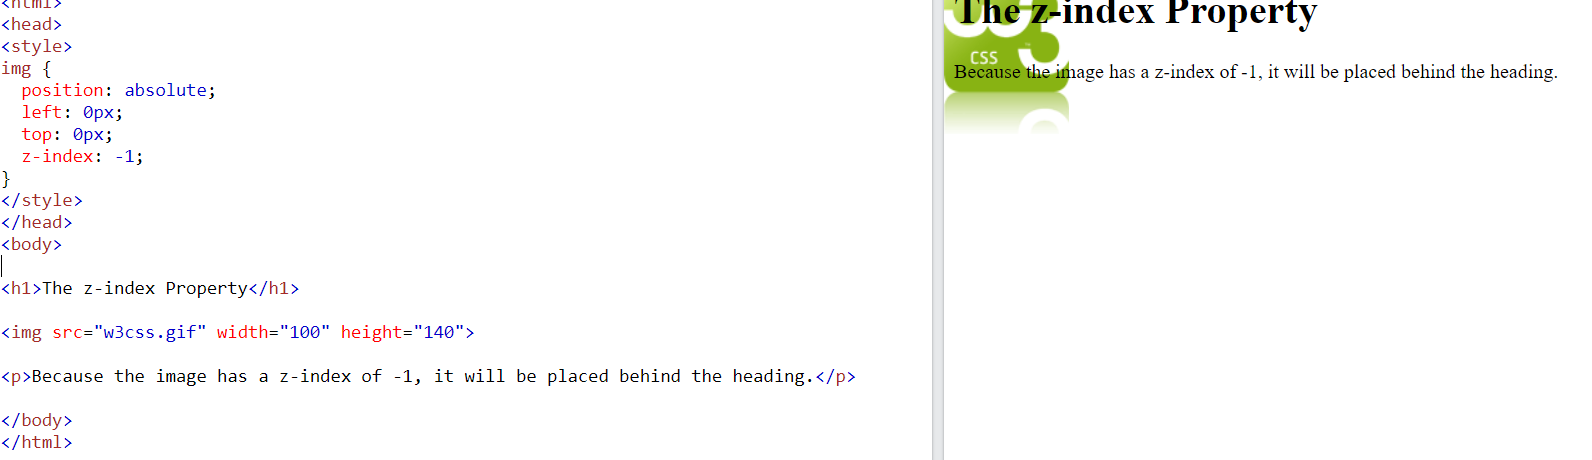 <html>
<head>
<style>
img {
  position: absolute;
  left: 0px;
  top: 0px;
  z-index: -1;
}
</style>
</head>
<body>
<h1>The z-index Property</h1>
<img src="w3css.gif" width="100" height="140">
<p>Because the image has a z-index of -1, it will be placed behind the heading.</p>
</body>
</html>
The z-index Property
CSS
3
Because the image has a z-index of -1, it will be placed behind the heading.